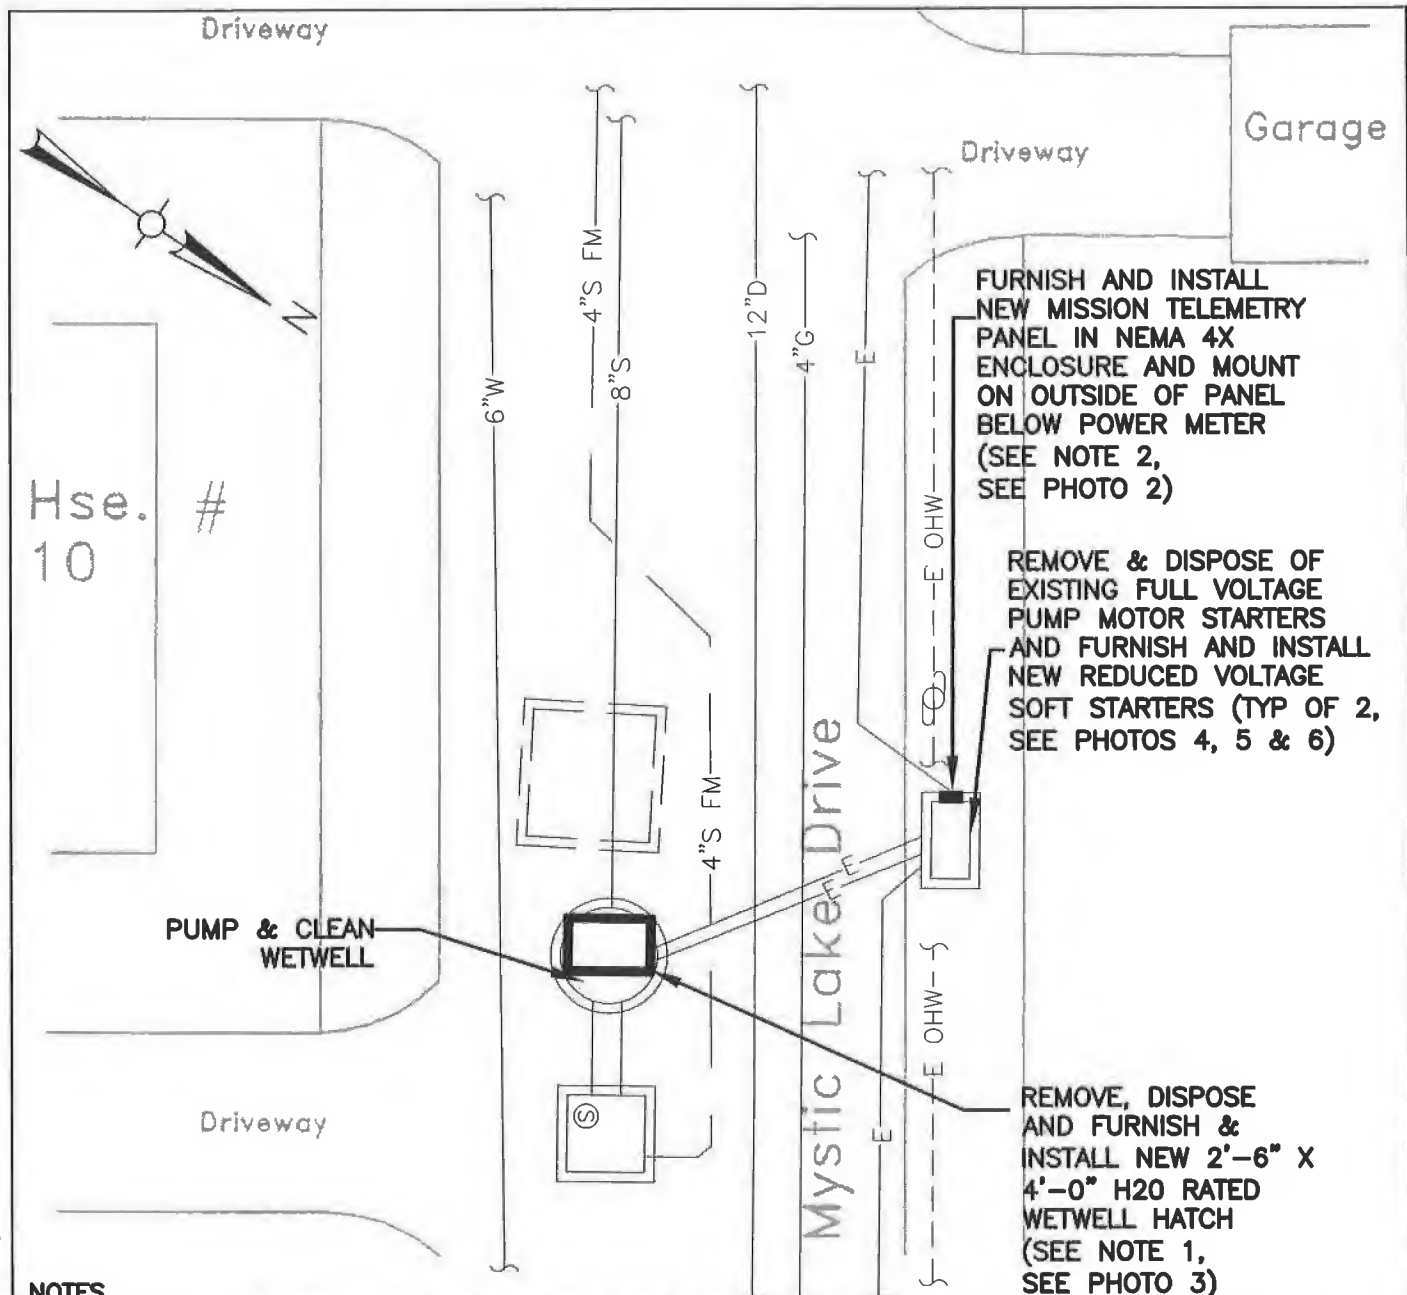 Driveway
Garage
Driveway
N
4"S FM
8"S
12"D
4"G
E
6"W
FURNISH AND INSTALL
NEW MISSION TELEMETRY
PANEL IN NEMA 4X
ENCLOSURE AND MOUNT
ON OUTSIDE OF PANEL
BELOW POWER METER
(SEE NOTE 2,
SEE PHOTO 2)
Hse. #
10
E OHW
REMOVE & DISPOSE OF
EXISTING FULL VOLTAGE
PUMP MOTOR STARTERS
AND FURNISH AND INSTALL
NEW REDUCED VOLTAGE
SOFT STARTERS (TYP OF 2,
SEE PHOTOS 4, 5 & 6)
4"S FM
Mystic Lake Drive
E
E
E
PUMP & CLEAN
WETWELL
E OHW
E
S
Driveway
REMOVE, DISPOSE
AND FURNISH &
INSTALL NEW 2'-6" X
4'-0" H20 RATED
WETWELL HATCH
(SEE NOTE 1,
SEE PHOTO 3)
NOTES